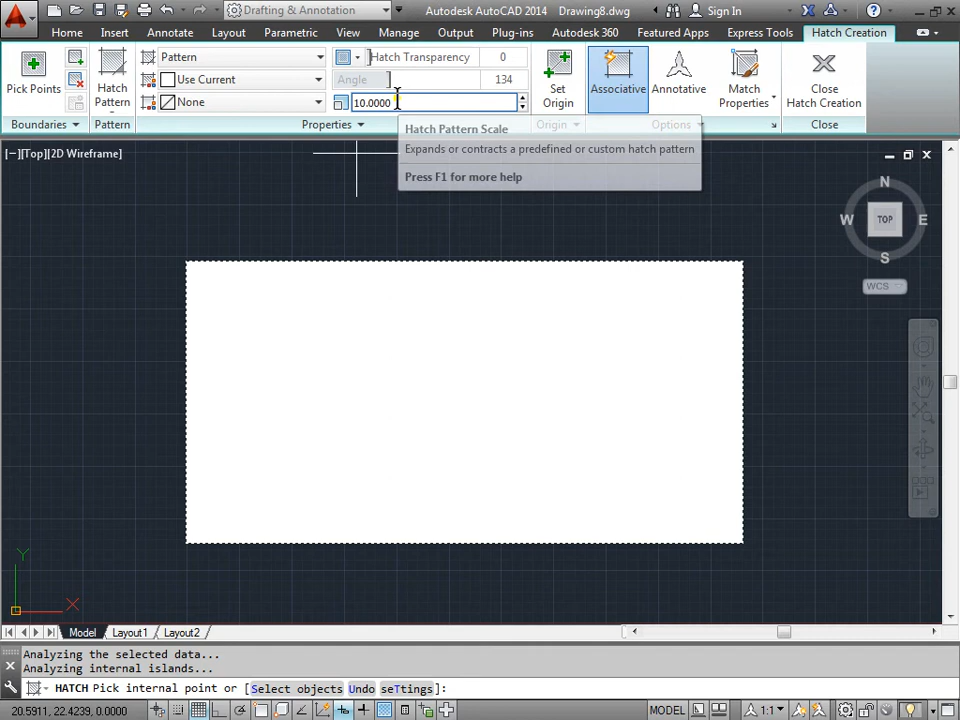 Drafting & Annotation
Autodesk AutoCAD 2014 Drawing8.dwg
Sign In
Home Insert Annotate Layout Parametric View Manage Output Plug-ins Autodesk 360 Featured Apps Express Tools Hatch Creation
Pick Points
Boundaries
Hatch
Pattern
Pattern
Pattern
Use Current
None
Hatch Transparency 0
Angle 134
10.0000
Properties
Set
Origin
Origin
Associative
Annotative
Match
Properties
Options
Close
Hatch Creation
Close
Hatch Pattern Scale
Expands or contracts a predefined or custom hatch pattern
Press F1 for more help
[−][Top][2D Wireframe]
N
W TOP E
S
WCS
Y
X
Model Layout1 Layout2
Analyzing the selected data...
Analyzing internal islands...
HATCH Pick internal point or [Select objects Undo seTtings]:
20.5911, 22.4239, 0.0000
MODEL
1:1